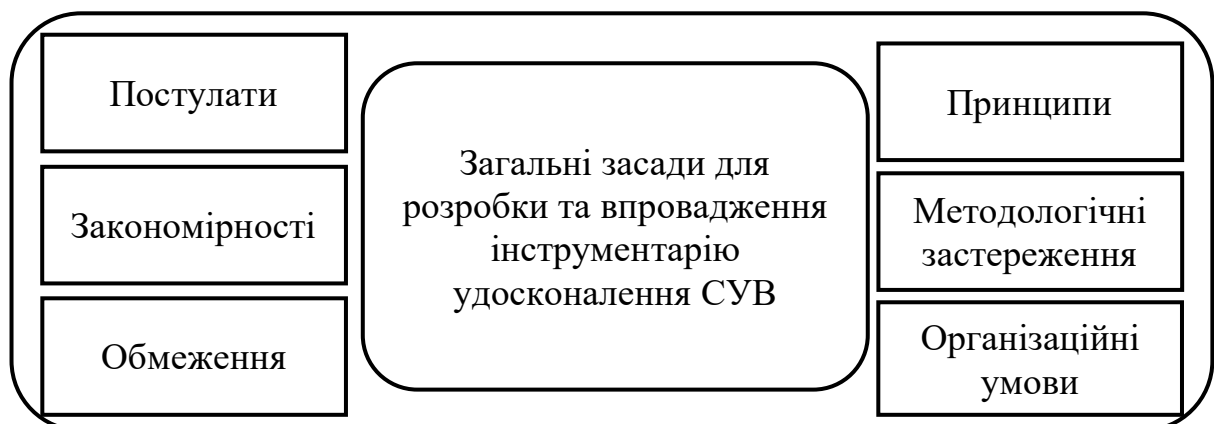 Постулати
Закономірності
Обмеження
Загальні засади для
розробки та впровадження
інструментарію
удосконалення СУВ
Принципи
Методологічні
застереження
Організаційні
умови